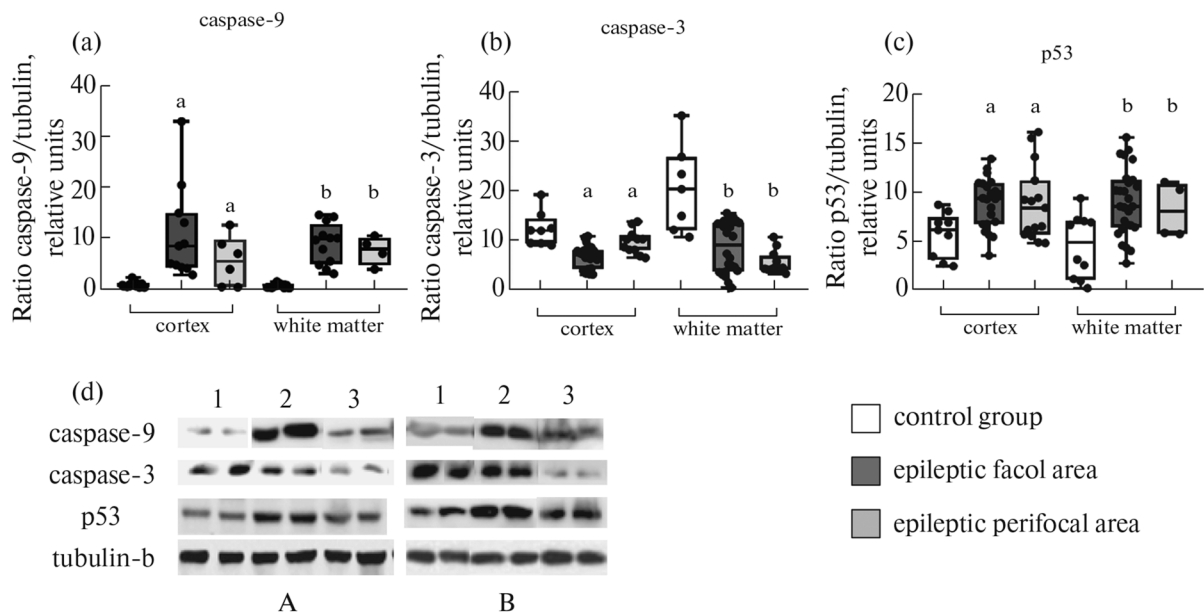 caspase-9
(a)
Ratio caspase-9/tubulin,
relative units
40
30
20
10
0
a
a
b
b
cortex
white matter
caspase-3
(b)
Ratio caspase-3/tubulin,
relative units
40
30
20
10
0
a
a
b
b
cortex
white matter
p53
(c)
Ratio p53/tubulin,
relative units
20
15
10
5
0
a
a
b
b
cortex
white matter
(d)
1 2 3 1 2 3
caspase-9
caspase-3
p53
tubulin-b
A B
control group
epileptic facol area
epileptic perifocal area